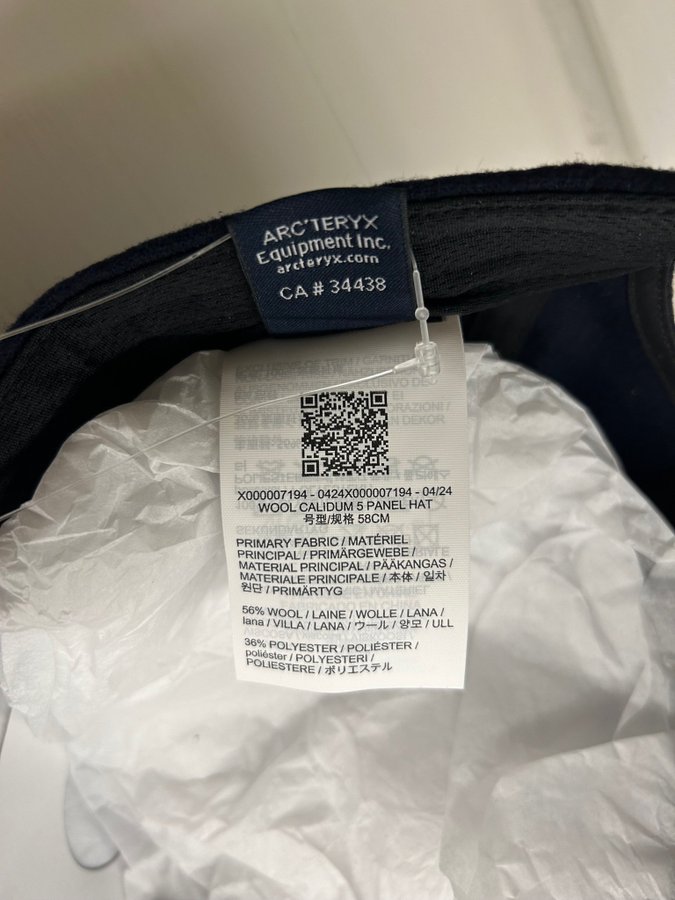 ARC'TERYX
Equipment Inc.
arcteryx.com
CA # 34438
X000007194 - 0424X000007194 - 04/24
WOOL CALIDUM 5 PANEL HAT
号型/规格 58CM
PRIMARY FABRIC / MATÉRIEL
PRINCIPAL / PRIMÄRGEWEBE /
MATERIAL PRINCIPAL / PÄÄKANGAS /
MATERIALE PRINCIPALE / 本体 / 일차
원단 / PRIMÄRTYG
56% WOOL / LAINE / WOLLE / LANA /
lana / VILLA / LANA / ウール / 양모 / ULL
36% POLYESTER / POLIÉSTER /
poliéster / POLYESTERI /
POLIESTERE / ポリエステル